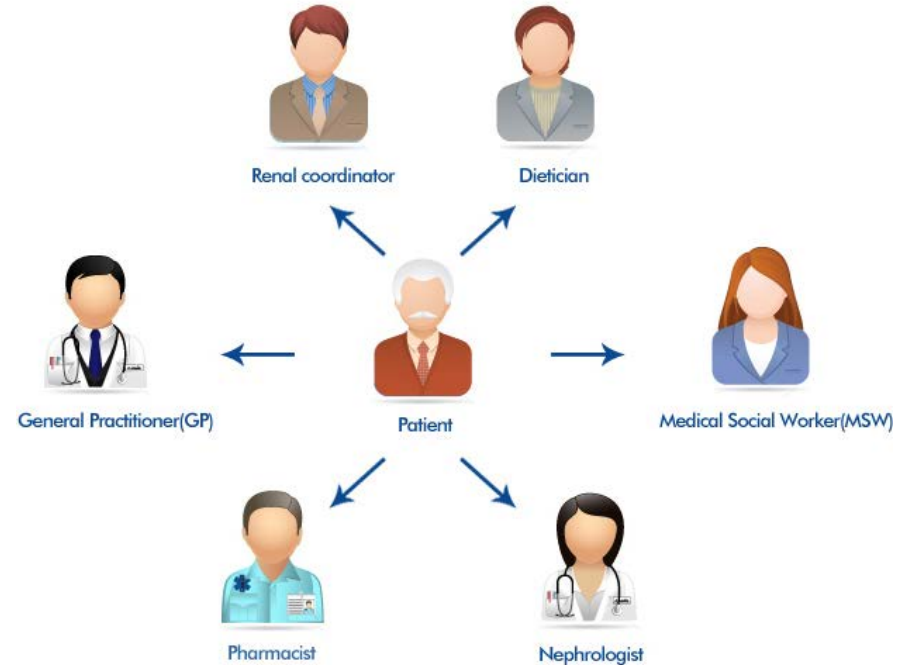 Renal coordinator
Dietician
General Practitioner(GP)
Patient
Medical Social Worker(MSW)
Pharmacist
Nephrologist